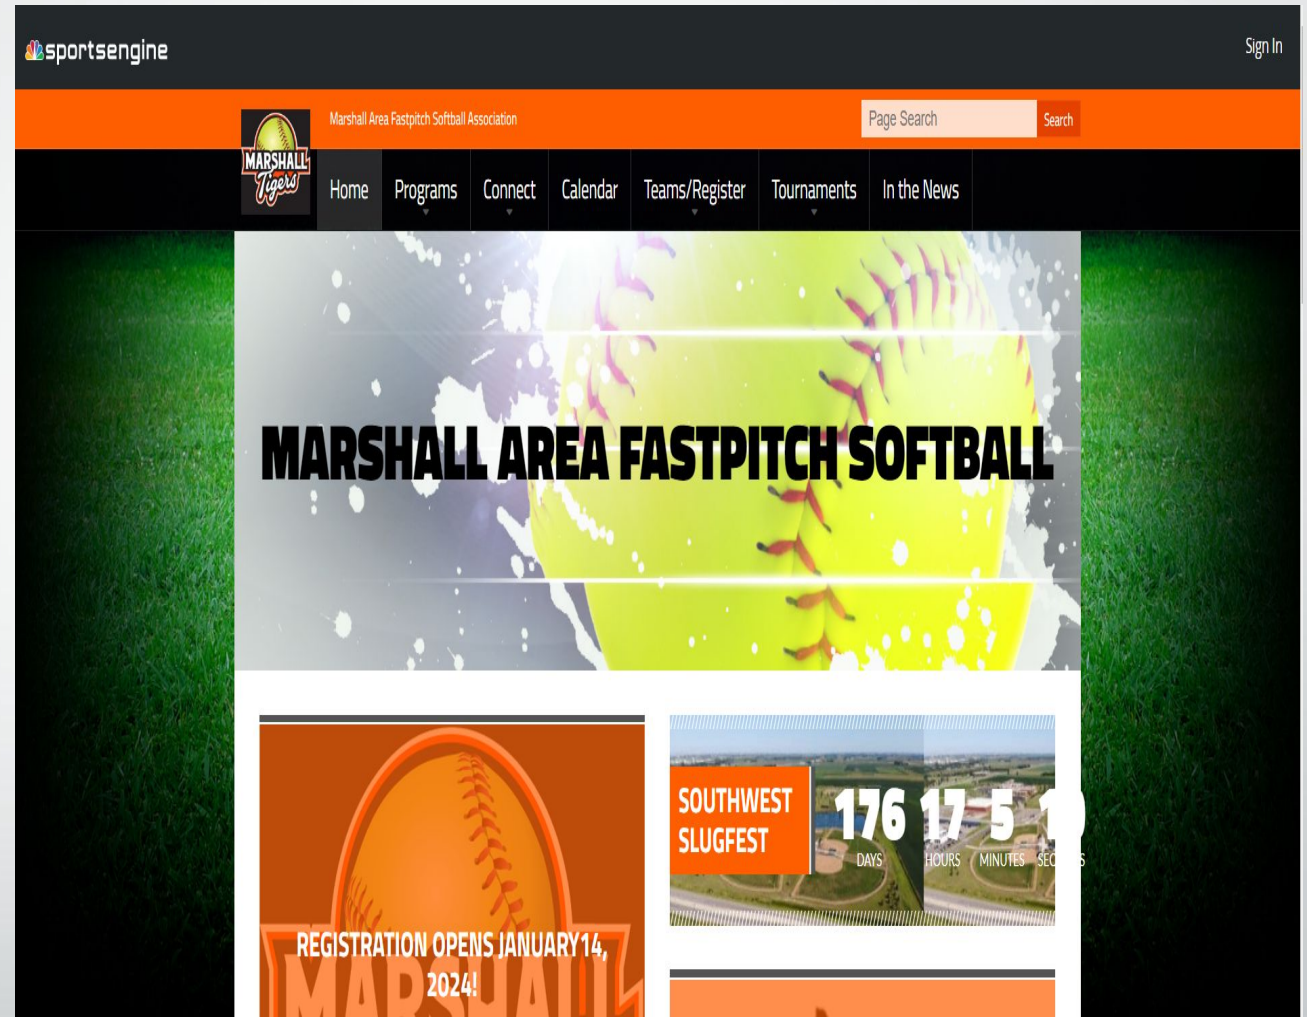 sportsengine
Sign In
Marshall Area Fastpitch Softball Association
Page Search
Search
MARSHALL
Tigers
Home
Programs
Connect
Calendar
Teams/Register
Tournaments
In the News
MARSHALL AREA FASTPITCH SOFTBALL
SOUTHWEST
SLUGFEST
176 17 5
DAYS HOURS MINUTES
REGISTRATION OPENS JANUARY14,
2024!
MARSHALL